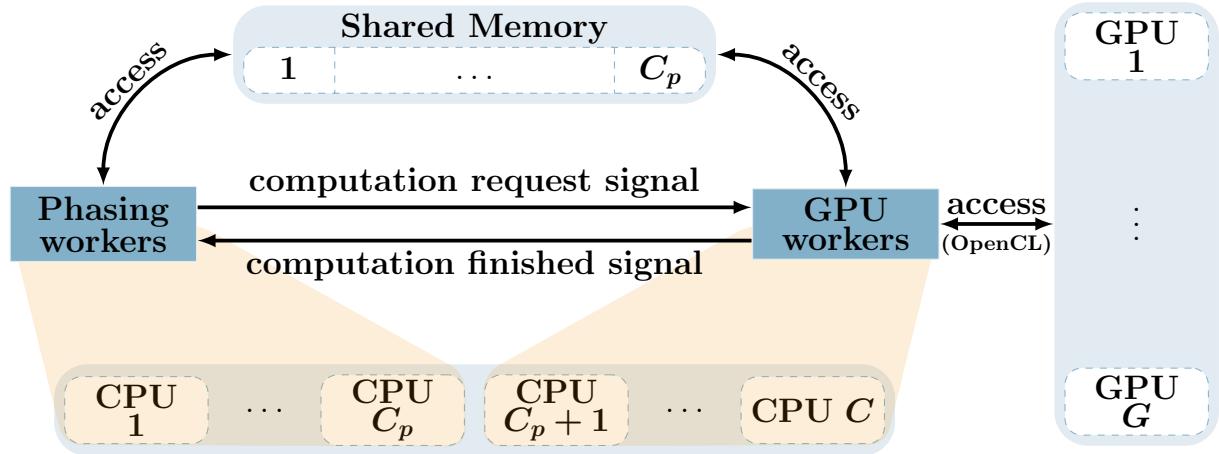 Shared Memory
1 ... C_p
access
access
GPU
1
computation request signal
Phasing
workers
GPU
workers
access
(OpenCL)
⋮
computation finished signal
CPU
1
...
CPU
C_p
CPU
C_p + 1
...
CPU C
GPU
G